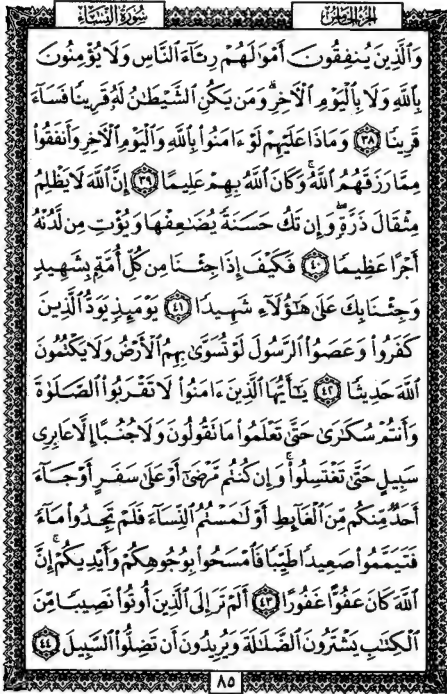 الجزء الخامس
سورة النساء
وَٱلَّذِينَ يُنفِقُونَ أَمْوَٰلَهُمْ رِئَآءَ ٱلنَّاسِ وَلَا يُؤْمِنُونَ
بِٱللَّهِ وَلَا بِٱلْيَوْمِ ٱلْءَاخِرِ ۗ وَمَن يَكُنِ ٱلشَّيْطَٰنُ لَهُۥ قَرِينًا فَسَآءَ
قَرِينًا ٣٨ وَمَاذَا عَلَيْهِمْ لَوْ ءَامَنُوا۟ بِٱللَّهِ وَٱلْيَوْمِ ٱلْءَاخِرِ وَأَنفَقُوا۟
مِمَّا رَزَقَهُمُ ٱللَّهُ ۚ وَكَانَ ٱللَّهُ بِهِمْ عَلِيمًا ٣٩ إِنَّ ٱللَّهَ لَا يَظْلِمُ
مِثْقَالَ ذَرَّةٍ ۖ وَإِن تَكُ حَسَنَةً يُضَٰعِفْهَا وَيُؤْتِ مِن لَّدُنْهُ
أَجْرًا عَظِيمًا ٤٠ فَكَيْفَ إِذَا جِئْنَا مِن كُلِّ أُمَّةٍۭ بِشَهِيدٍ
وَجِئْنَا بِكَ عَلَىٰ هَٰٓؤُلَآءِ شَهِيدًا ٤١ يَوْمَئِذٍ يَوَدُّ ٱلَّذِينَ
كَفَرُوا۟ وَعَصَوُا۟ ٱلرَّسُولَ لَوْ تُسَوَّىٰ بِهِمُ ٱلْأَرْضُ وَلَا يَكْتُمُونَ
ٱللَّهَ حَدِيثًا ٤٢ يَٰٓأَيُّهَا ٱلَّذِينَ ءَامَنُوا۟ لَا تَقْرَبُوا۟ ٱلصَّلَوٰةَ
وَأَنتُمْ سُكَٰرَىٰ حَتَّىٰ تَعْلَمُوا۟ مَا تَقُولُونَ وَلَا جُنُبًا إِلَّا عَابِرِى
سَبِيلٍ حَتَّىٰ تَغْتَسِلُوا۟ ۚ وَإِن كُنتُم مَّرْضَىٰٓ أَوْ عَلَىٰ سَفَرٍ أَوْ جَآءَ
أَحَدٌ مِّنكُم مِّنَ ٱلْغَآئِطِ أَوْ لَٰمَسْتُمُ ٱلنِّسَآءَ فَلَمْ تَجِدُوا۟ مَآءً
فَتَيَمَّمُوا۟ صَعِيدًا طَيِّبًا فَٱمْسَحُوا۟ بِوُجُوهِكُمْ وَأَيْدِيكُمْ ۗ إِنَّ
ٱللَّهَ كَانَ عَفُوًّا غَفُورًا ٤٣ أَلَمْ تَرَ إِلَى ٱلَّذِينَ أُوتُوا۟ نَصِيبًا مِّنَ
ٱلْكِتَٰبِ يَشْتَرُونَ ٱلضَّلَٰلَةَ وَيُرِيدُونَ أَن تَضِلُّوا۟ ٱلسَّبِيلَ ٤٤
٨٥